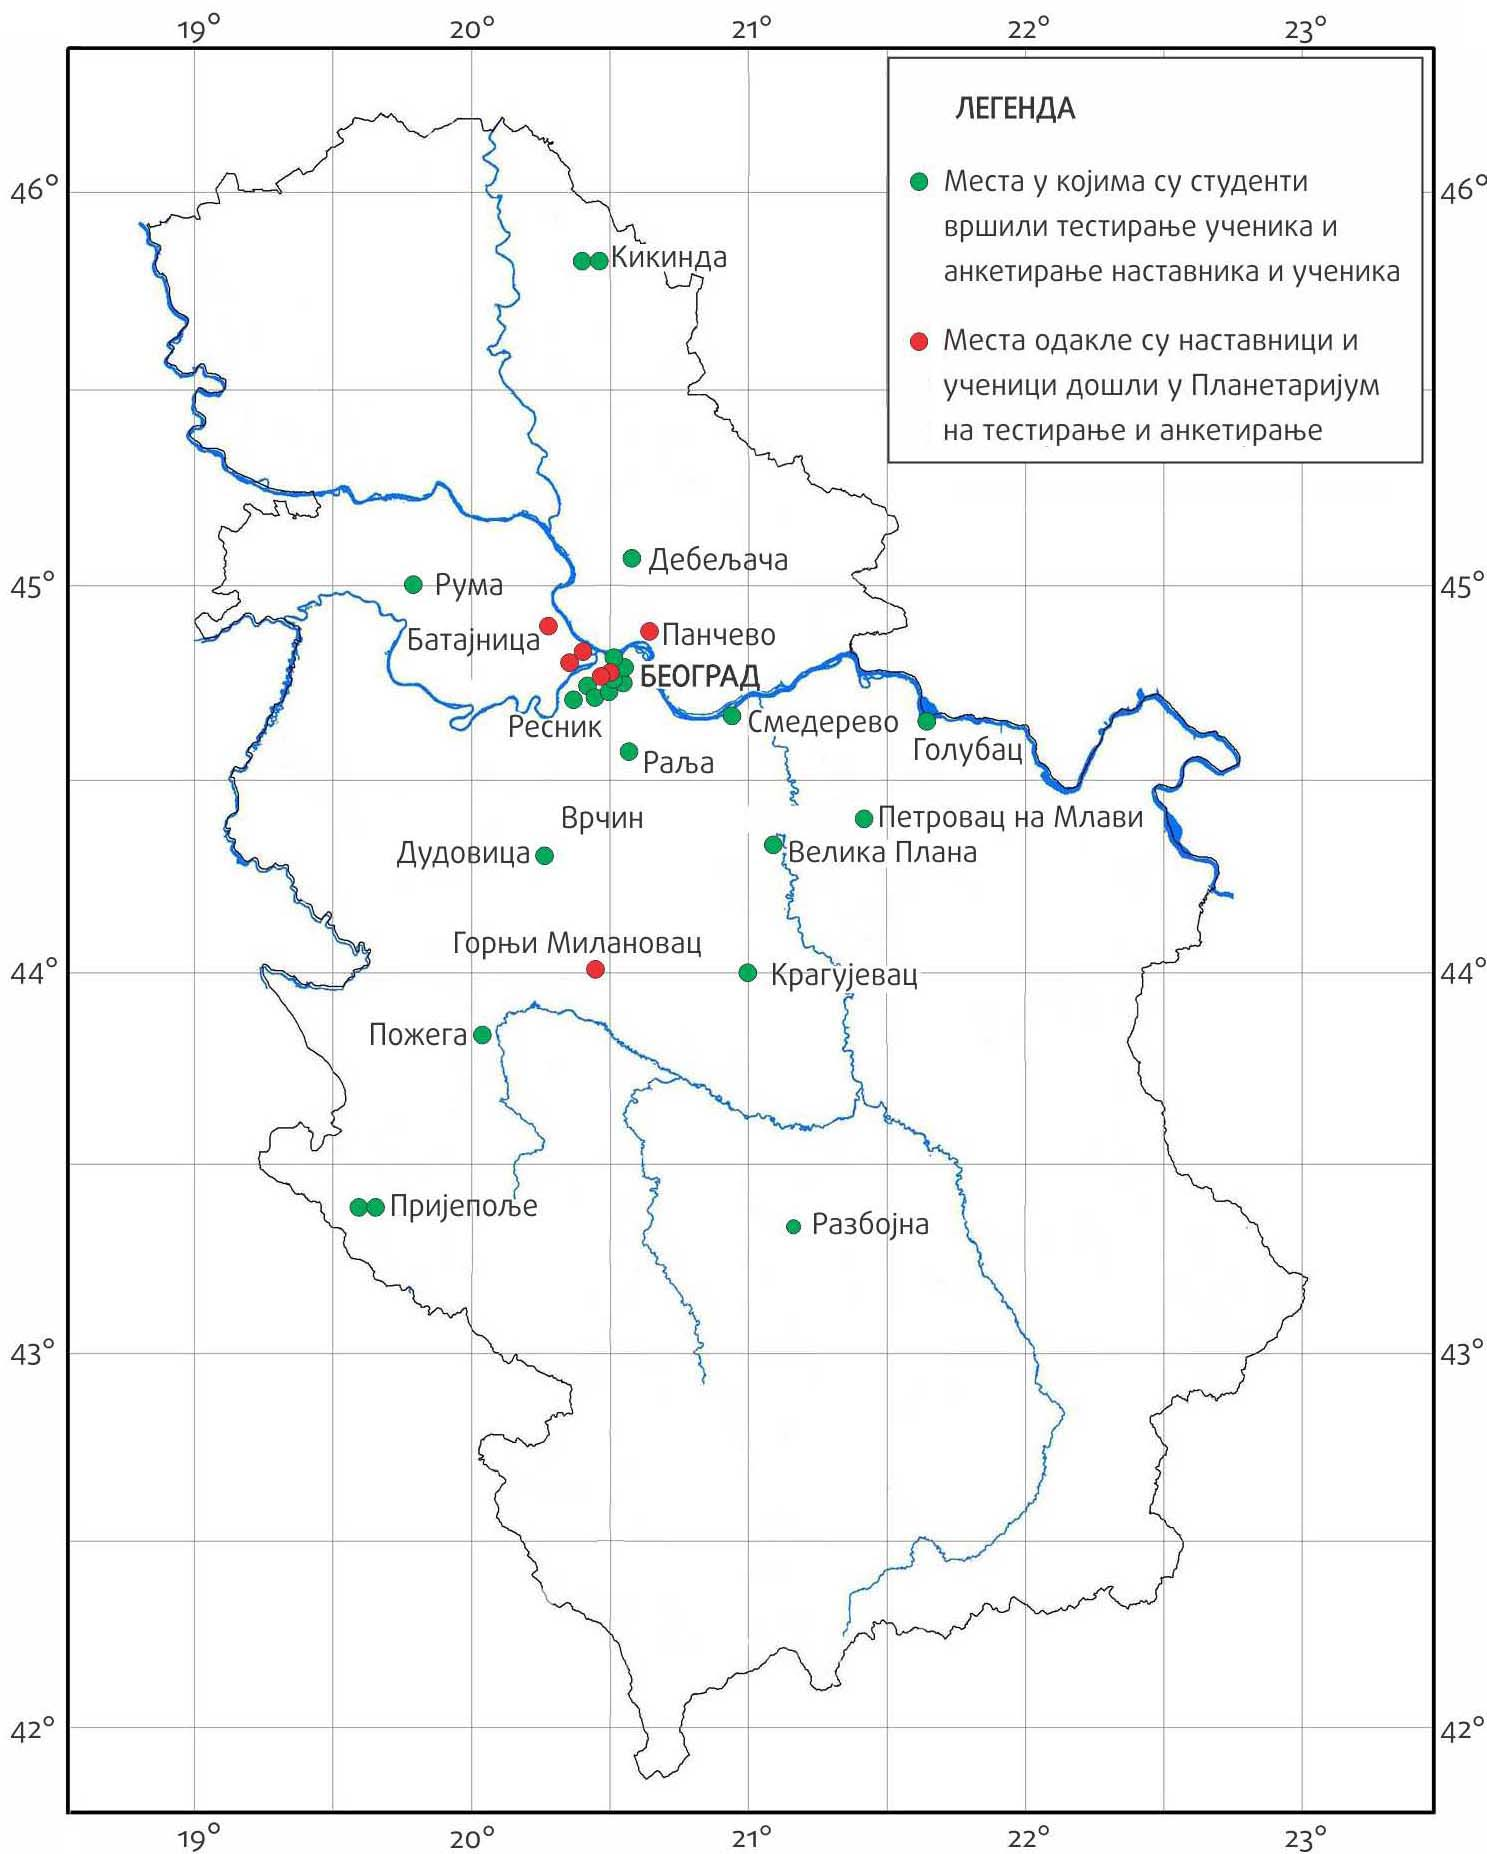 19° 20° 21° 22° 23°
ЛЕГЕНДА
46° 46°
Места у којима су студенти
вршили тестирање ученика и
анкетирање наставника и ученика
Места одакле су наставници и
ученици дошли у Планетаријум
на тестирање и анкетирање
Кикинда
Дебељача
45° 45°
Рума
Батајница
Панчево
БЕОГРАД
Ресник
Смедерево
Голубац
Раља
Врчин
Петровац на Млави
Дудовица
Велика Плана
Горњи Милановац
44° 44°
Крагујевац
Пожега
Пријепоље
Разбојна
43° 43°
42° 42°
19° 20° 21° 22° 23°